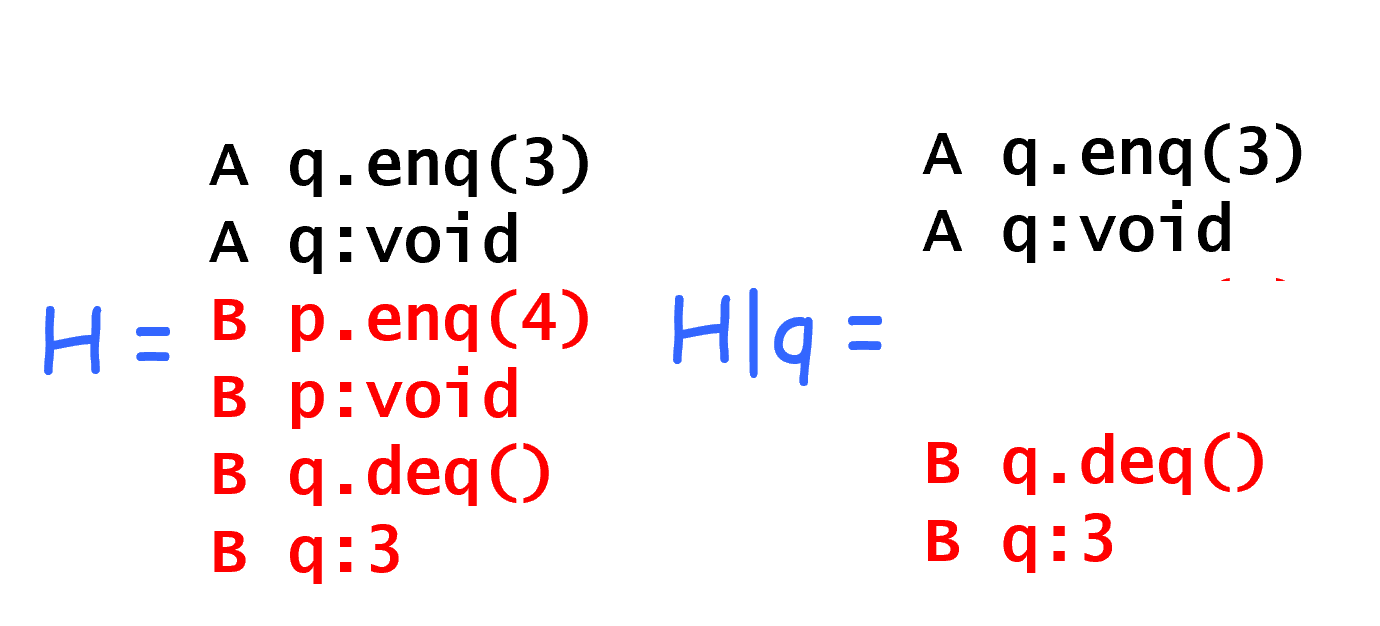 H =
A q.enq(3)
A q:void
B p.enq(4)
B p:void
B q.deq()
B q:3
H|q =
A q.enq(3)
A q:void
B q.deq()
B q:3